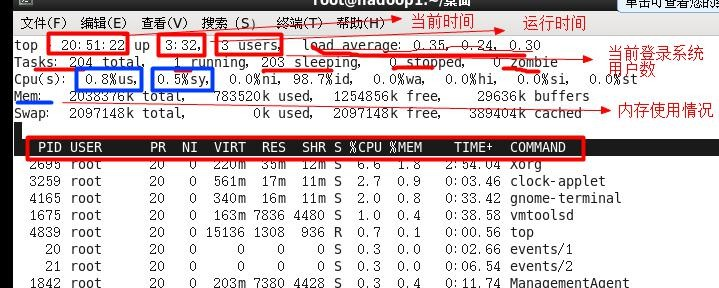 root@hadoop1:~/桌面
单击可查看您的
文件(F) 编辑(E) 查看(V) 搜索 (S) 终端(T) 帮助(H)
当前时间
运行时间
top - 20:51:22 up 3:32, 3 users, load average: 0.35, 0.24, 0.30
当前登录系统
用户数
Tasks: 204 total, 1 running, 203 sleeping, 0 stopped, 0 zombie
Cpu(s): 0.8%us, 0.5%sy, 0.0%ni, 98.7%id, 0.0%wa, 0.0%hi, 0.0%si, 0.0%st
Mem: 2038376k total, 783520k used, 1254856k free, 29636k buffers
内存使用情况
Swap: 2097148k total, 0k used, 2097148k free, 389404k cached
PID USER PR NI VIRT RES SHR S %CPU %MEM TIME+ COMMAND
2695 root 20 0 220m 35m 12m S 6.6 1.8 2:54.04 Xorg
3259 root 20 0 561m 17m 11m S 2.7 0.9 0:03.46 clock-applet
4165 root 20 0 340m 16m 11m S 2.0 0.8 0:33.42 gnome-terminal
1675 root 20 0 163m 7836 4480 S 1.0 0.4 0:38.58 vmtoolsd
4839 root 20 0 15136 1308 936 R 0.7 0.1 0:00.56 top
20 root 20 0 0 0 0 S 0.3 0.0 0:02.66 events/1
21 root 20 0 0 0 0 S 0.3 0.0 0:06.54 events/2
1842 root 20 0 203m 7380 4428 S 0.3 0.4 0:11.74 ManagementAgent